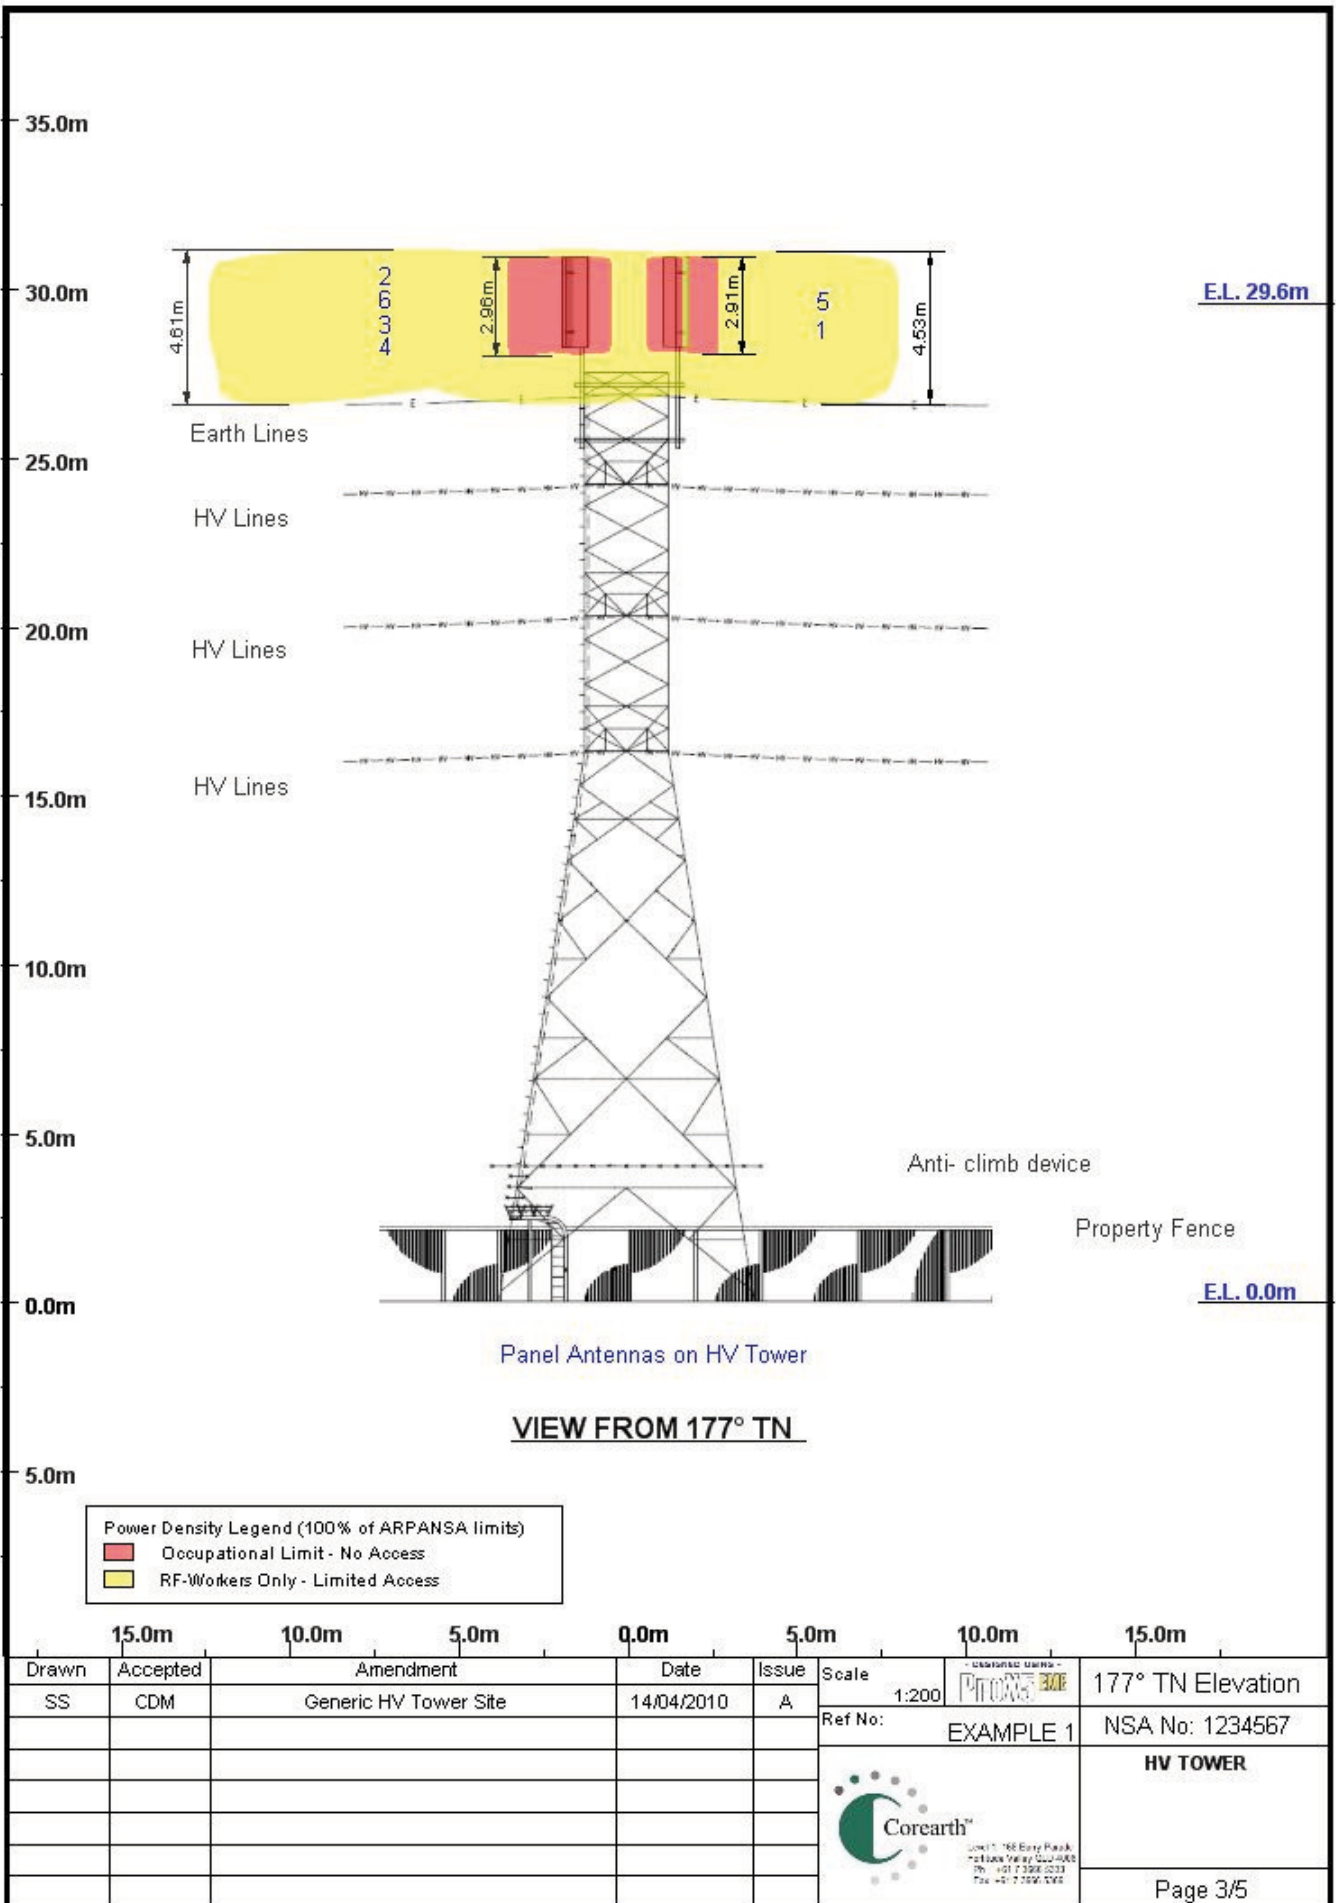 35.0m
30.0m
25.0m
20.0m
15.0m
10.0m
5.0m
0.0m
5.0m
4.61m
2
6
3
4
2.96m
2.91m
5
1
4.53m
E.L. 29.6m
Earth Lines
HV Lines
HV Lines
HV Lines
Anti- climb device
Property Fence
E.L. 0.0m
Panel Antennas on HV Tower
VIEW FROM 177° TN
Power Density Legend (100% of ARPANSA limits)
Occupational Limit - No Access
RF-Workers Only - Limited Access
15.0m 10.0m 5.0m 0.0m 5.0m 10.0m 15.0m
Drawn Accepted Amendment Date Issue
SS CDM Generic HV Tower Site 14/04/2010 A
Scale 1:200
- DESIGNED USING -
EME
177° TN Elevation
Ref No: EXAMPLE 1
NSA No: 1234567
HV TOWER
Corearth™
Page 3/5